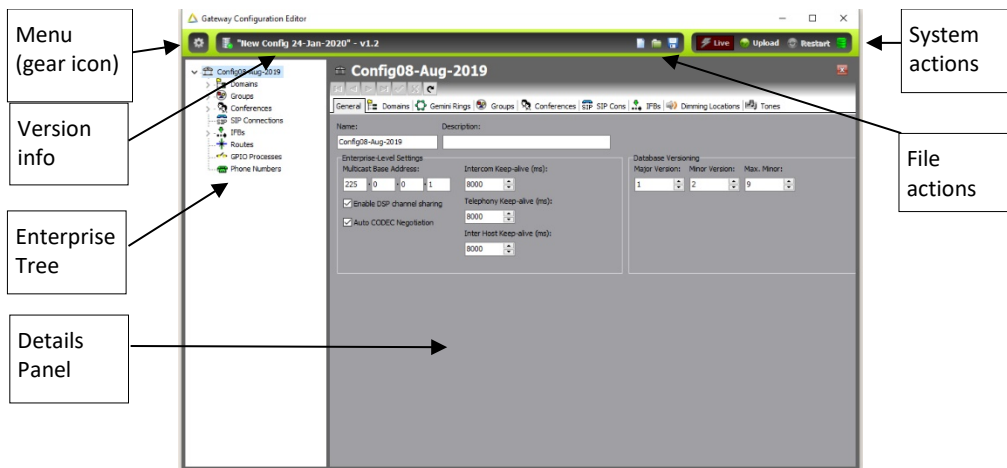 Menu
(gear icon)
Version
info
Enterprise
Tree
Details
Panel
Gateway Configuration Editor
"New Config 24-Jan-2020" - v1.2
Live Upload Restart
Config08-Aug-2019
Domains
Groups
Conferences
SIP Connections
IFBs
Routes
GPIO Processes
Phone Numbers
Config08-Aug-2019
General Domains Gemini Rings Groups Conferences SIP SIP Cons IFBs Dimming Locations Tones
Name: Description:
Config08-Aug-2019
Enterprise-Level Settings
Multicast Base Address: Intercom Keep-alive (ms):
225 . 0 . 0 . 1 8000
Enable DSP channel sharing
Telephony Keep-alive (ms):
8000
Auto CODEC Negotiation
Inter Host Keep-alive (ms):
8000
Database Versioning
Major Version: Minor Version: Max. Minor:
1 2 9
System
actions
File
actions